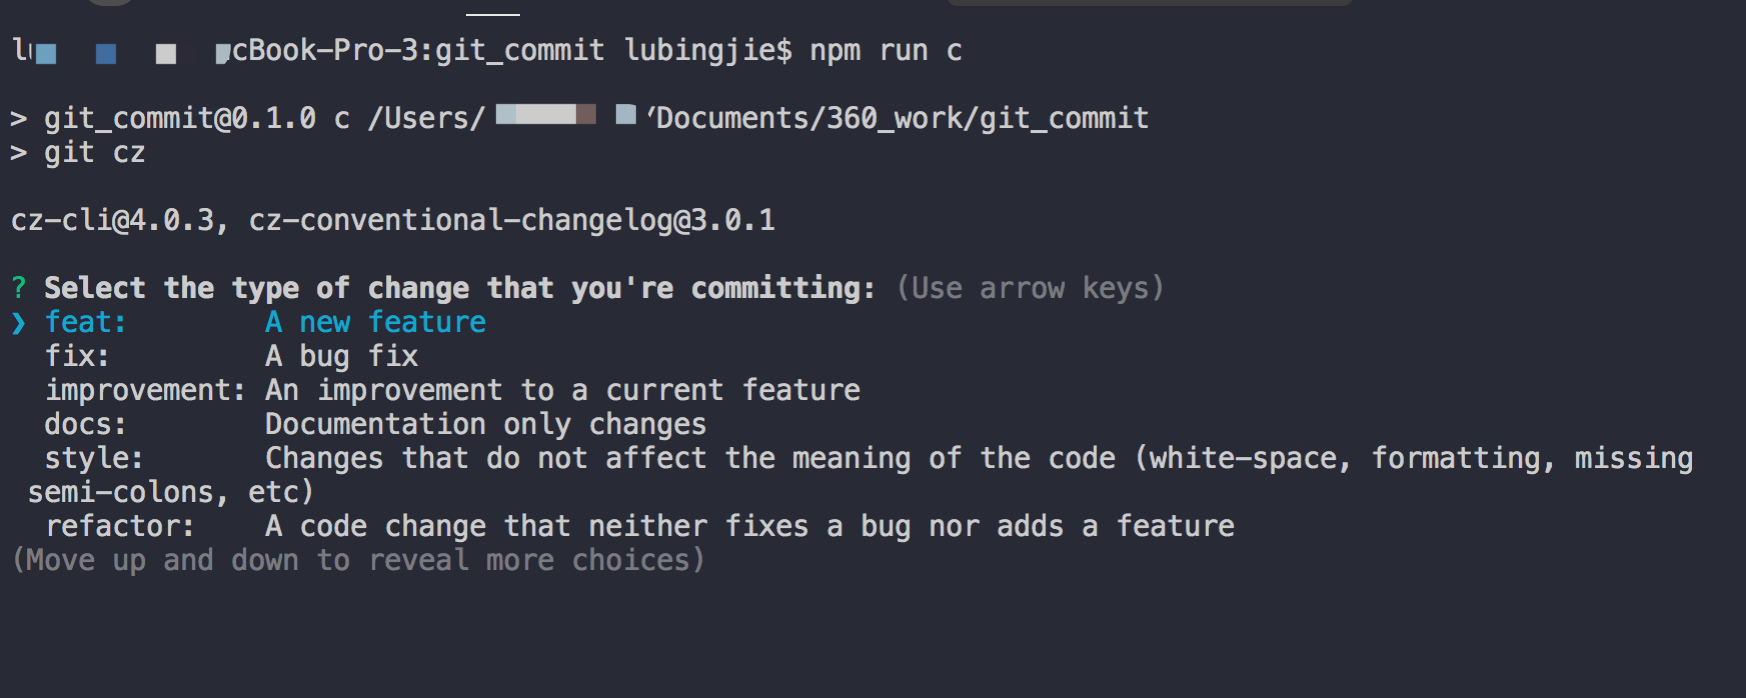 cBook-Pro-3:git_commit lubingjie$ npm run c
> git_commit@0.1.0 c /Users/ /Documents/360_work/git_commit
> git cz
cz-cli@4.0.3, cz-conventional-changelog@3.0.1
? Select the type of change that you're committing: (Use arrow keys)
❯ feat: A new feature
fix: A bug fix
improvement: An improvement to a current feature
docs: Documentation only changes
style: Changes that do not affect the meaning of the code (white-space, formatting, missing
semi-colons, etc)
refactor: A code change that neither fixes a bug nor adds a feature
(Move up and down to reveal more choices)